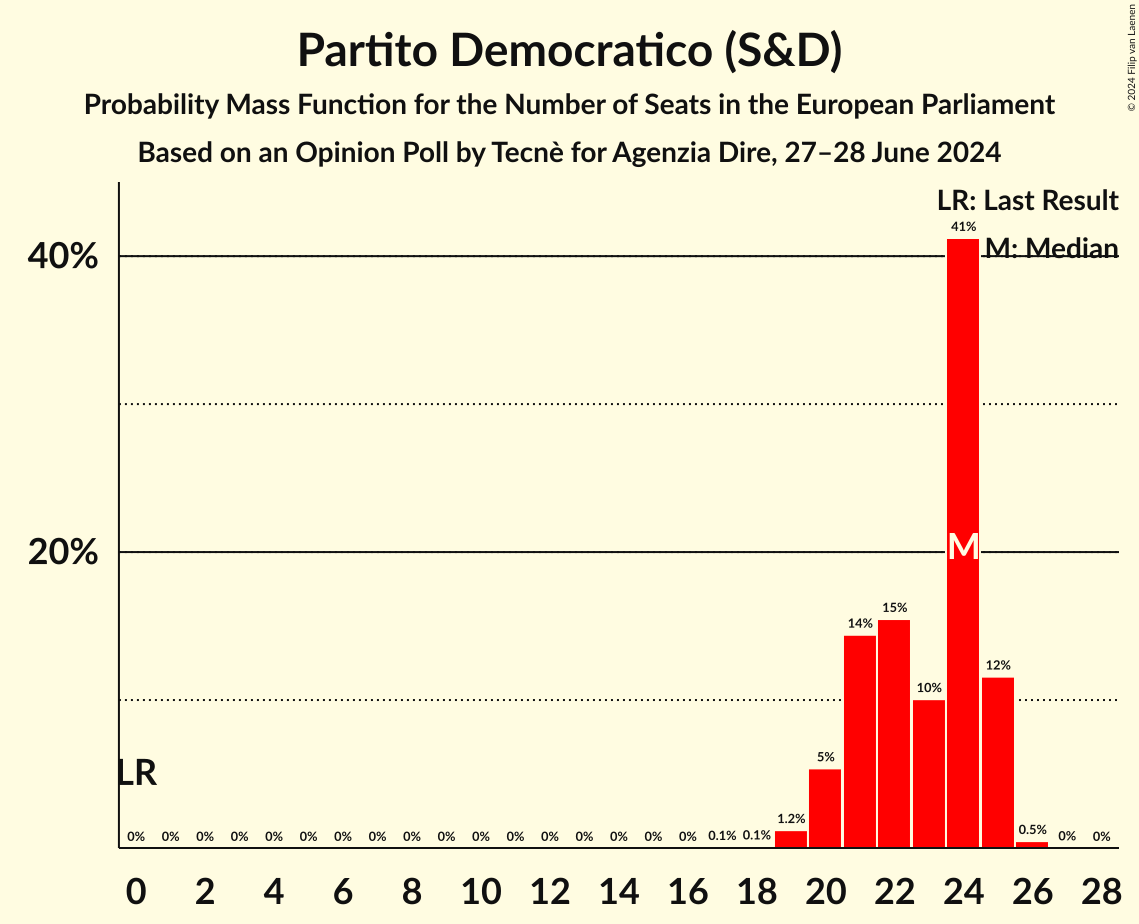 Partito Democratico (S&D)
Probability Mass Function for the Number of Seats in the European Parliament
Based on an Opinion Poll by Tecnè for Agenzia Dire, 27–28 June 2024
© 2024 Filip van Laenen
LR: Last Result
M: Median
40%
20%
41%
M
15%
14%
12%
10%
5%
LR
1.2%
0.5%
0% 0% 0% 0% 0% 0% 0% 0% 0% 0% 0% 0% 0% 0% 0% 0% 0% 0.1% 0.1% 0% 0%
0 2 4 6 8 10 12 14 16 18 20 22 24 26 28